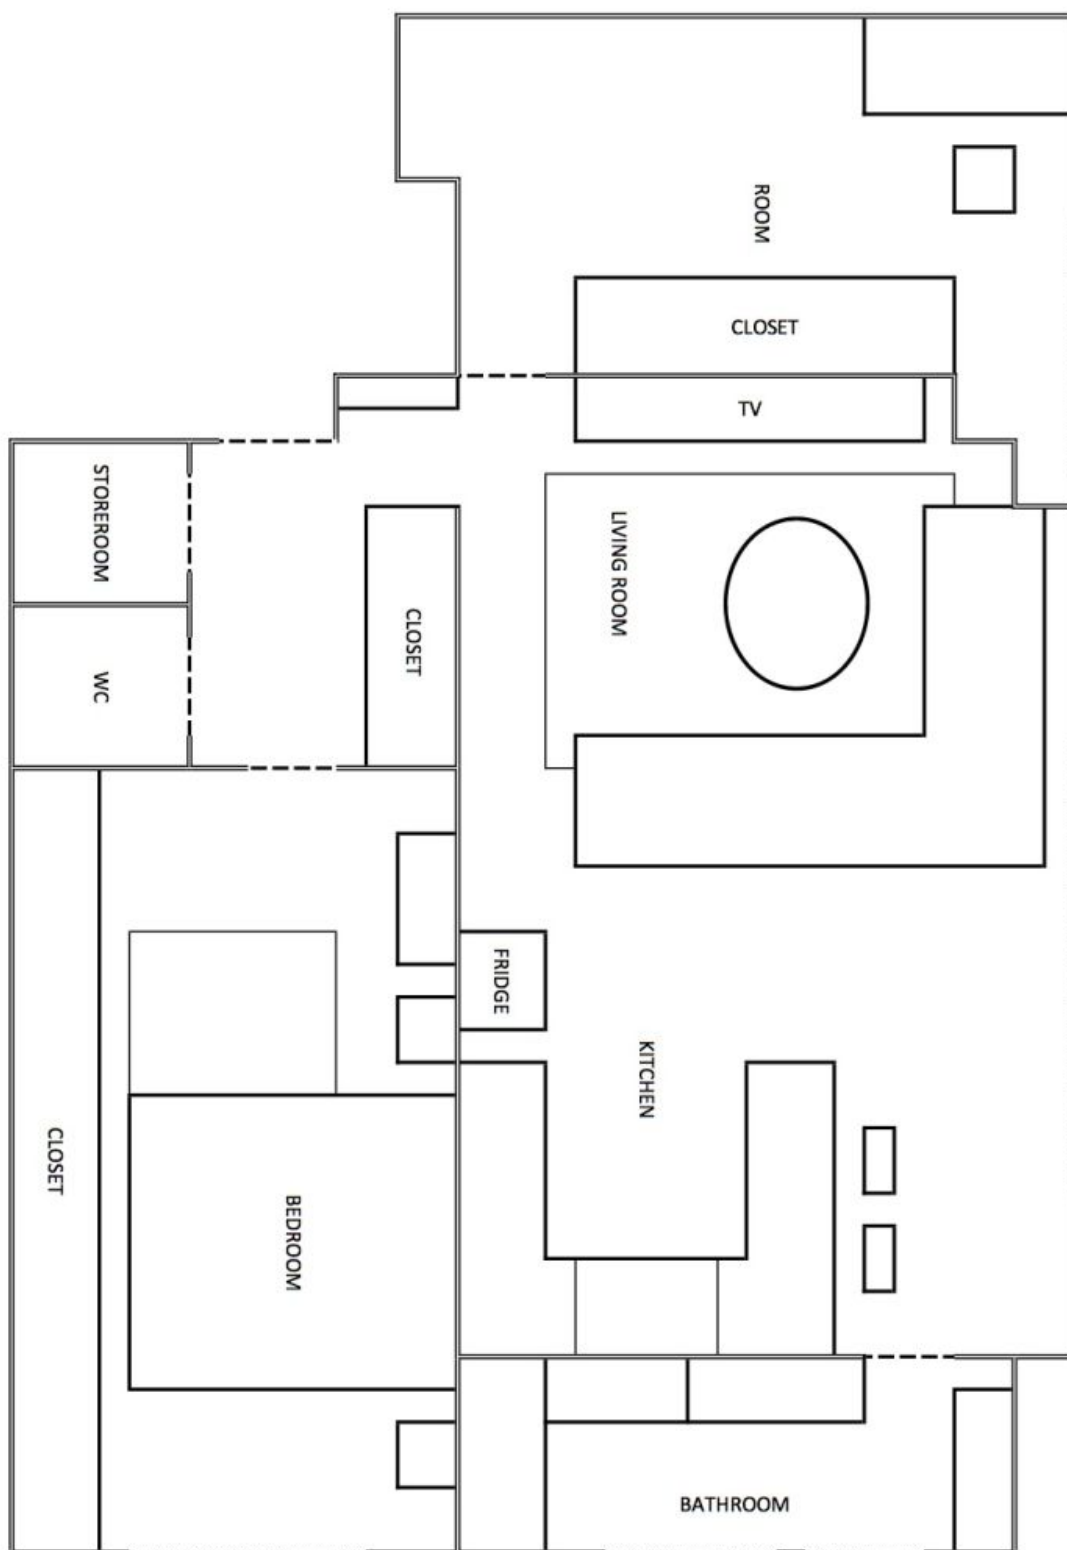 ROOM
CLOSET
TV
STOREROOM
LIVING ROOM
CLOSET
WC
FRIDGE
KITCHEN
CLOSET
BEDROOM
BATHROOM